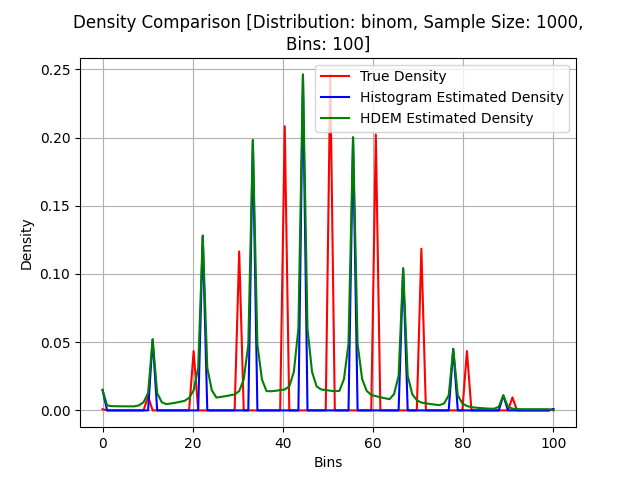 Density Comparison [Distribution: binom, Sample Size: 1000,
Bins: 100]
True Density
Histogram Estimated Density
HDEM Estimated Density
Density
0.25
0.20
0.15
0.10
0.05
0.00
0 20 40 60 80 100
Bins